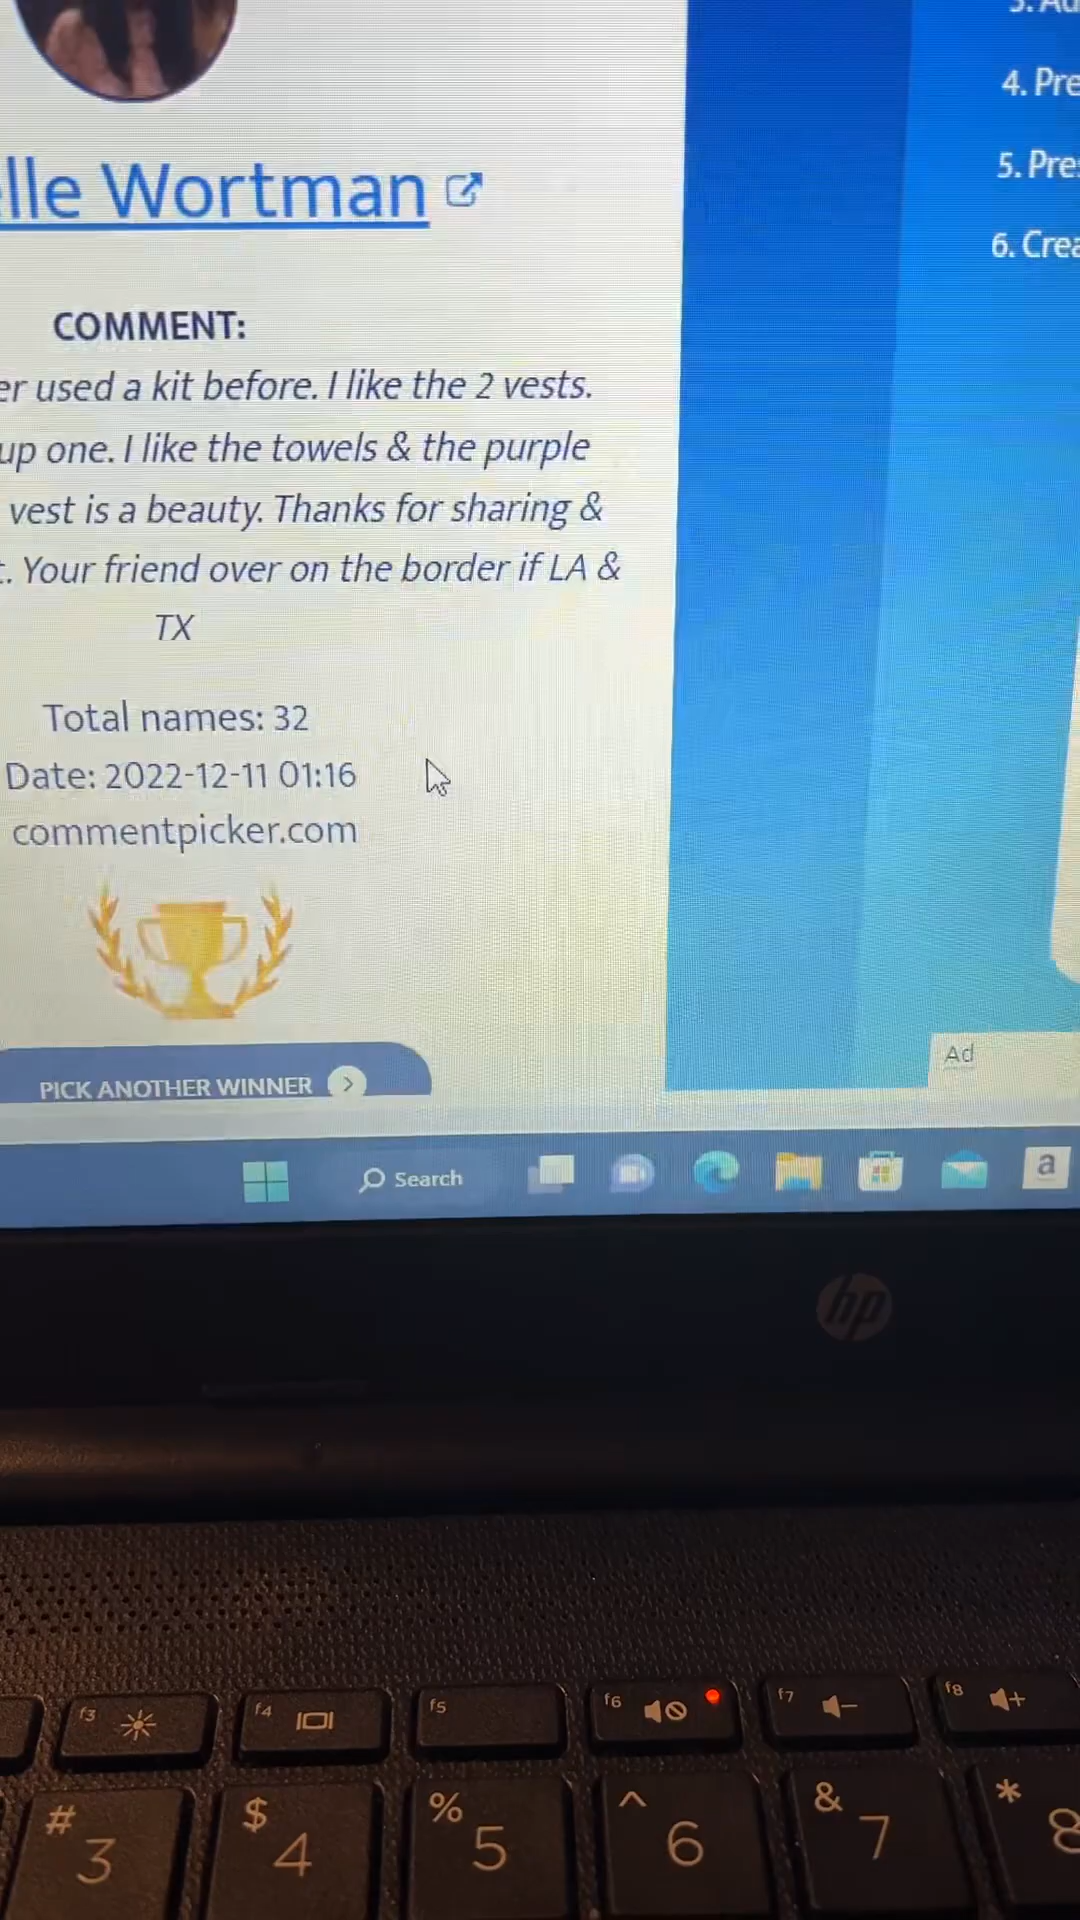 4. Pre
5. Pre
6. Crea
lle Wortman
COMMENT:
er used a kit before. I like the 2 vests.
up one. I like the towels & the purple
vest is a beauty. Thanks for sharing &
. Your friend over on the border if LA &
TX
Total names: 32
Date: 2022-12-11 01:16
commentpicker.com
PICK ANOTHER WINNER
Ad
Search
a
hp
f3
f4
f5
f6
f7
f8
# 3
$ 4
% 5
^ 6
& 7
* 8